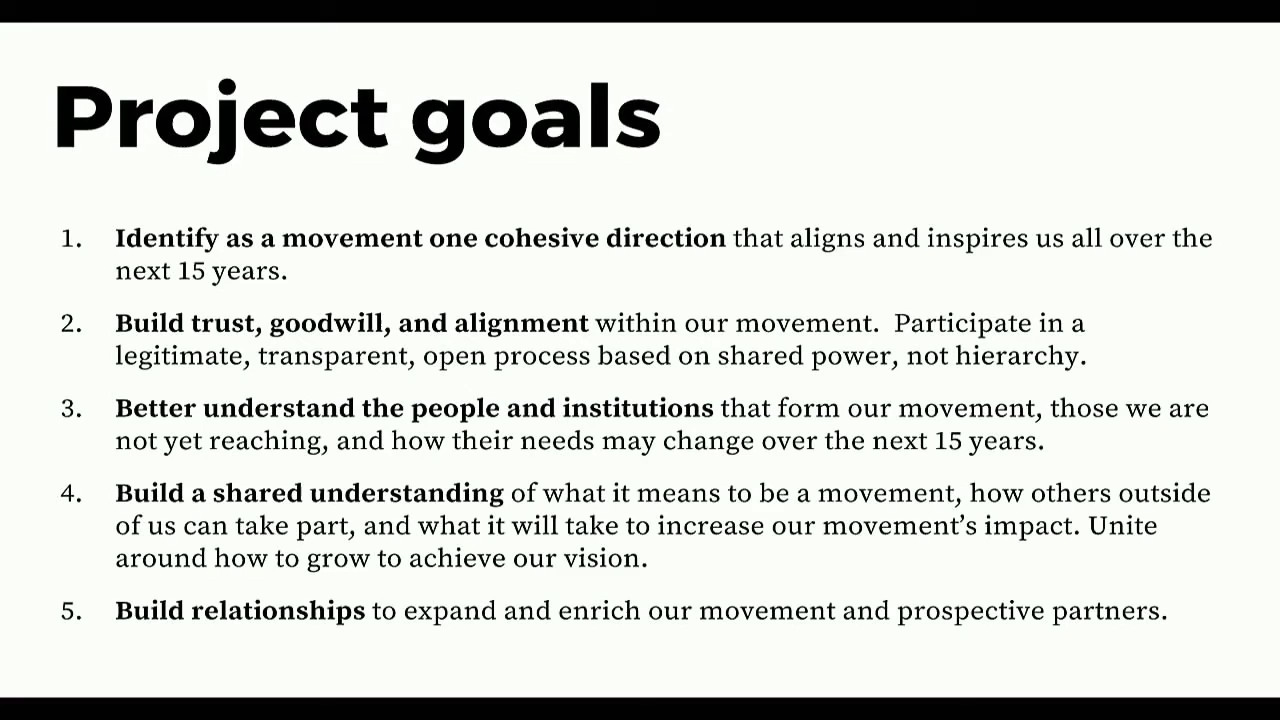 Project goals
1. Identify as a movement one cohesive direction that aligns and inspires us all over the
next 15 years.
2. Build trust, goodwill, and alignment within our movement.  Participate in a
legitimate, transparent, open process based on shared power, not hierarchy.
3. Better understand the people and institutions that form our movement, those we are
not yet reaching, and how their needs may change over the next 15 years.
4. Build a shared understanding of what it means to be a movement, how others outside
of us can take part, and what it will take to increase our movement’s impact. Unite
around how to grow to achieve our vision.
5. Build relationships to expand and enrich our movement and prospective partners.